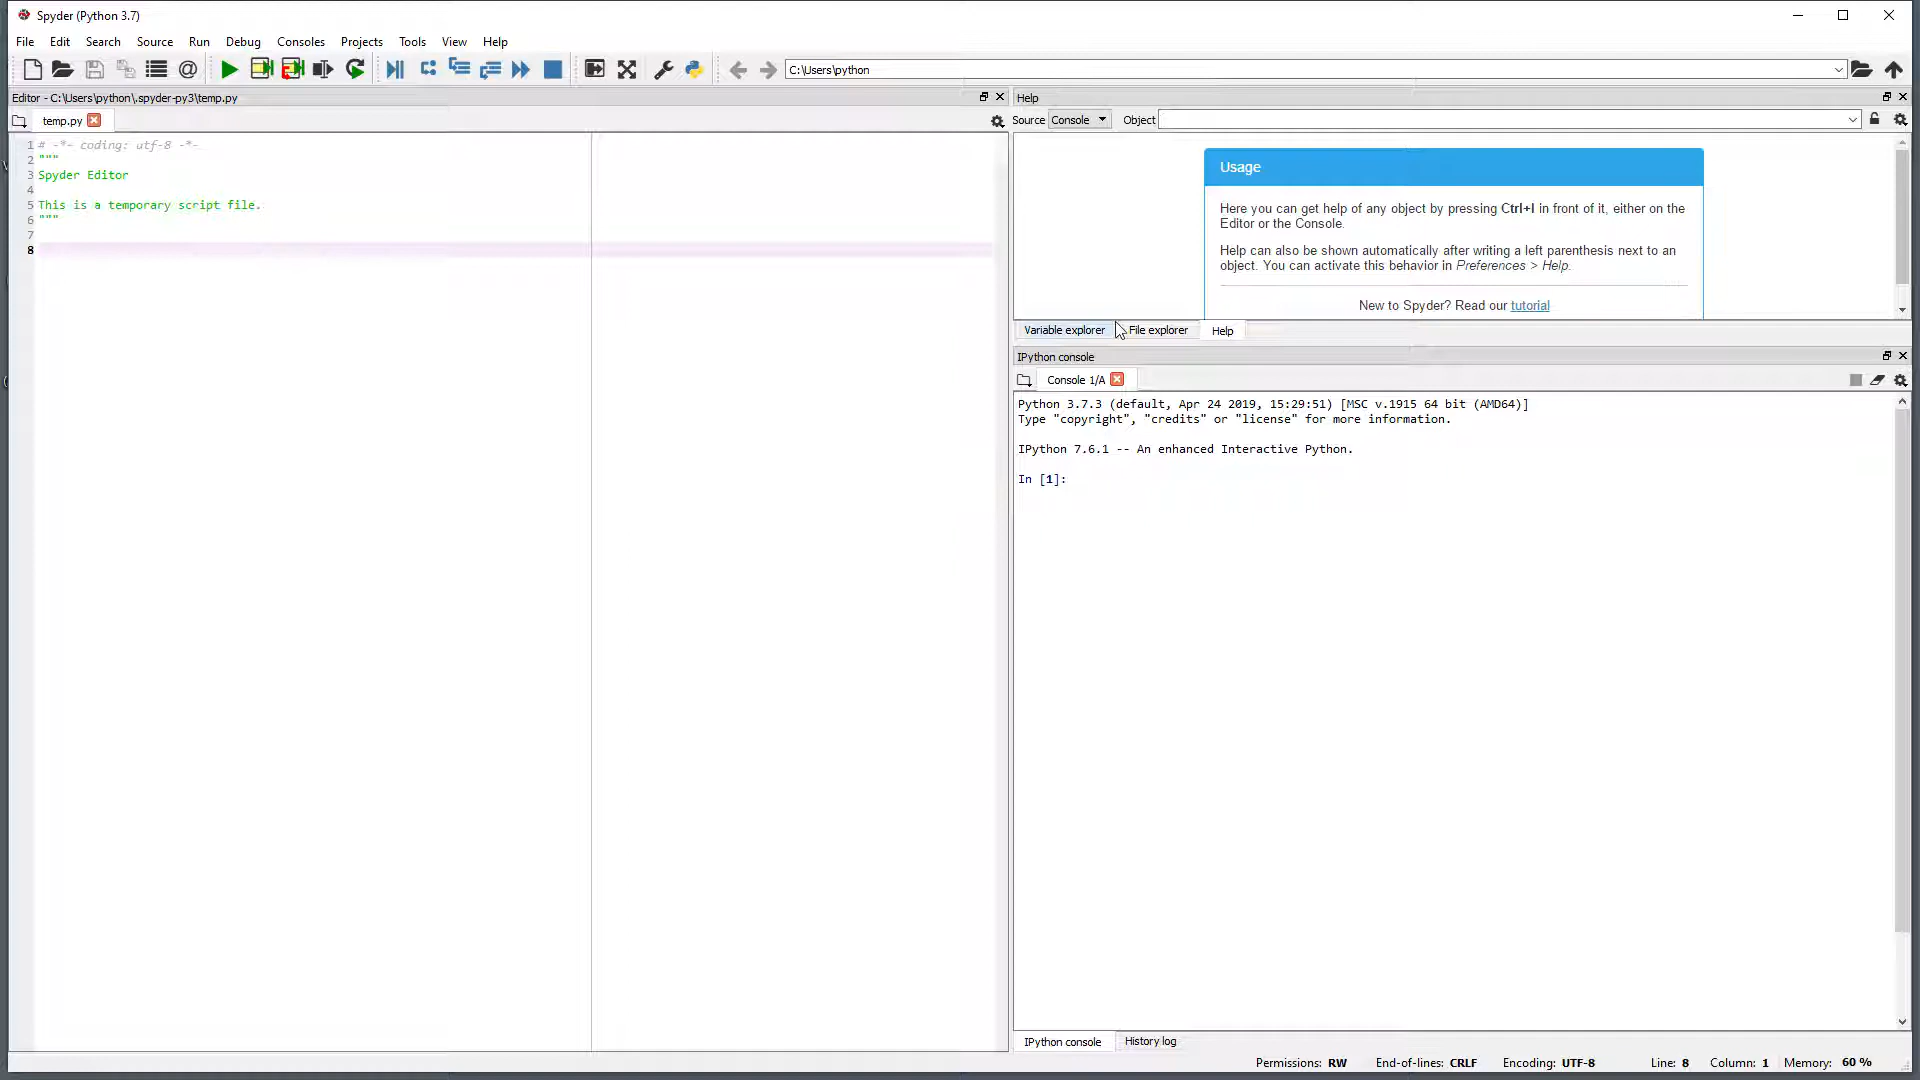 Spyder (Python 3.7)
File Edit Search Source Run Debug Consoles Projects Tools View Help
C:\Users\python
Editor - C:\Users\python\.spyder-py3\temp.py
temp.py
1 # -*- coding: utf-8 -*-
2 """
3 Spyder Editor
4
5 This is a temporary script file.
6 """
7
8
Help
Source Console Object
Usage
Here you can get help of any object by pressing Ctrl+I in front of it, either on the
Editor or the Console.
Help can also be shown automatically after writing a left parenthesis next to an
object. You can activate this behavior in Preferences > Help.
New to Spyder? Read our tutorial
Variable explorer File explorer Help
IPython console
Console 1/A
Python 3.7.3 (default, Apr 24 2019, 15:29:51) [MSC v.1915 64 bit (AMD64)]
Type "copyright", "credits" or "license" for more information.
IPython 7.6.1 -- An enhanced Interactive Python.
In [1]:
IPython console History log
Permissions: RW End-of-lines: CRLF Encoding: UTF-8 Line: 8 Column: 1 Memory: 60 %